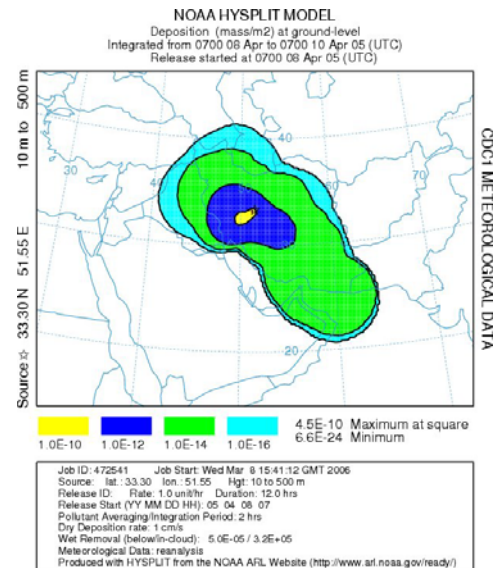 NOAA HYSPLIT MODEL
Deposition (mass/m2) at ground-level
Integrated from 0700 08 Apr to 0700 10 Apr 05 (UTC)
Release started at 0700 08 Apr 05 (UTC)
Source ☆ 33.30 N 51.55 E 10 m to 500 m
CDC1 METEOROLOGICAL DATA
40
30
40
60
70
20
4.5E-10 Maximum at square
6.6E-24 Minimum
1.0E-10 1.0E-12 1.0E-14 1.0E-16
Job ID: 472541 Job Start: Wed Mar 8 15:41:12 GMT 2006
Source: lat.: 33.30 lon.: 51.55 Hgt: 10 to 500 m
Release ID: Rate: 1.0 unit/hr Duration: 12.0 hrs
Release Start (YY MM DD HH): 05 04 08 07
Pollutant Averaging/Integration Period: 2 hrs
Dry Deposition rate: 1 cm/s
Wet Removal (below/in-cloud): 5.0E-05 / 3.2E+05
Meteorological Data: reanalysis
Produced with HYSPLIT from the NOAA ARL Website (http://www.arl.noaa.gov/ready/)